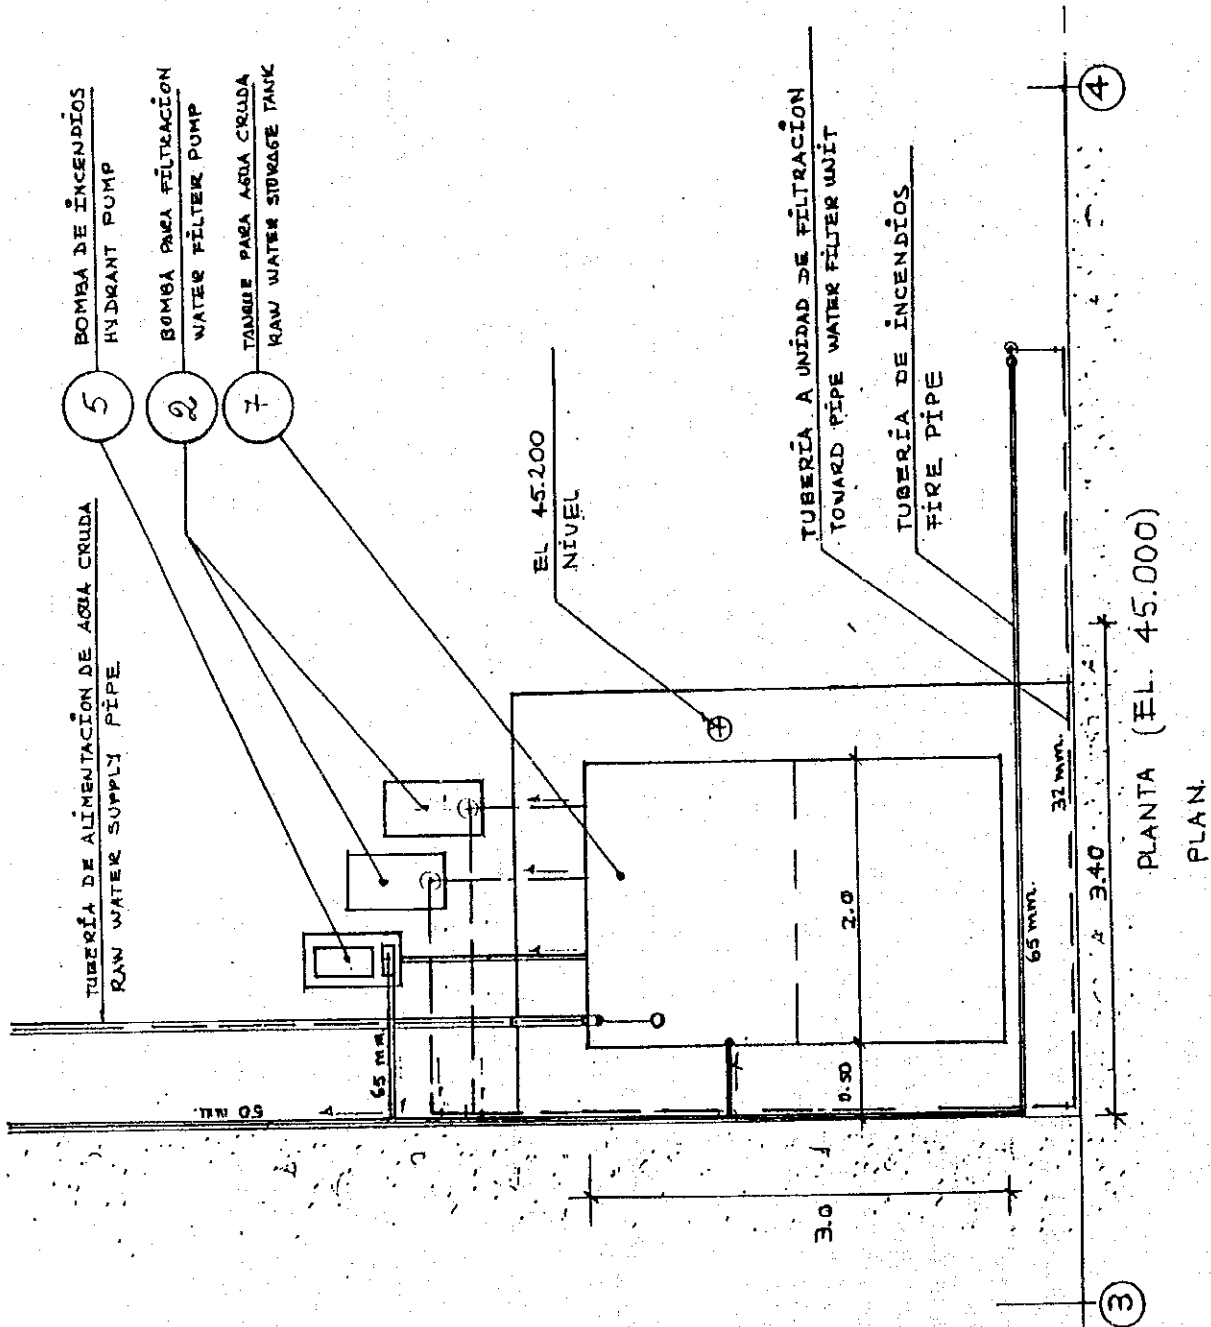 5
BOMBA DE INCENDIOS
HYDRANT PUMP
2
BOMBA PARA FILTRACION
WATER FILTER PUMP
7
TANQUE PARA AGUA CRUDA
RAW WATER STORAGE TANK
TUBERÍA DE ALIMENTACION DE AGUA CRUDA
RAW WATER SUPPLY PIPE
EL 45.200
NIVEL
TUBERÍA A UNIDAD DE FILTRACION
TOWARD PIPE WATER FILTER UNIT
TUBERÍA DE INCENDIOS
FIRE PIPE
50 mm.
65 mm
0.50
2.0
3.0
65 mm.
32 mm.
3.40
3
4
PLANTA (EL. 45.000)
PLAN.